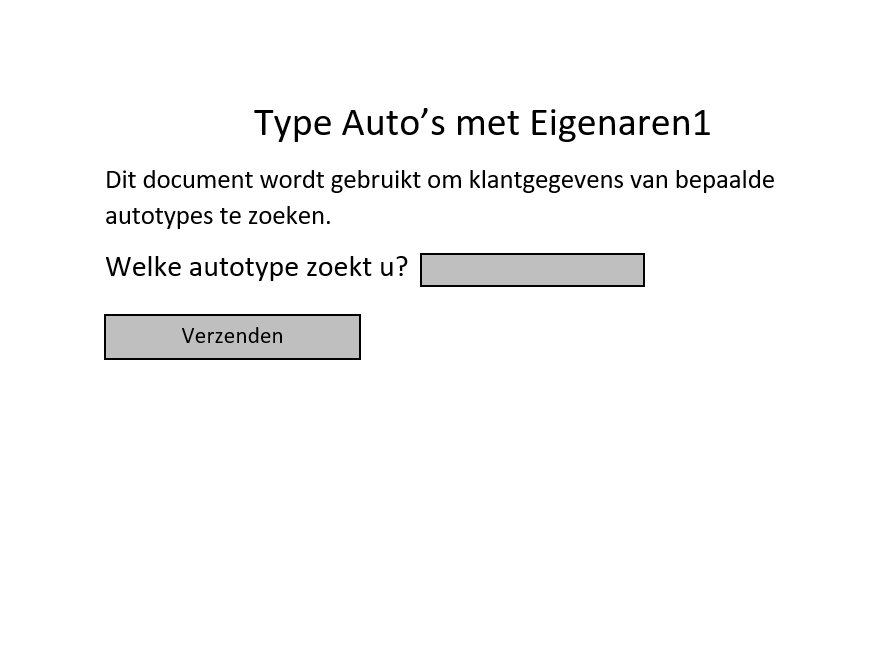 Type Auto’s met Eigenaren1
Dit document wordt gebruikt om klantgegevens van bepaalde
autotypes te zoeken.
Welke autotype zoekt u?
Verzenden